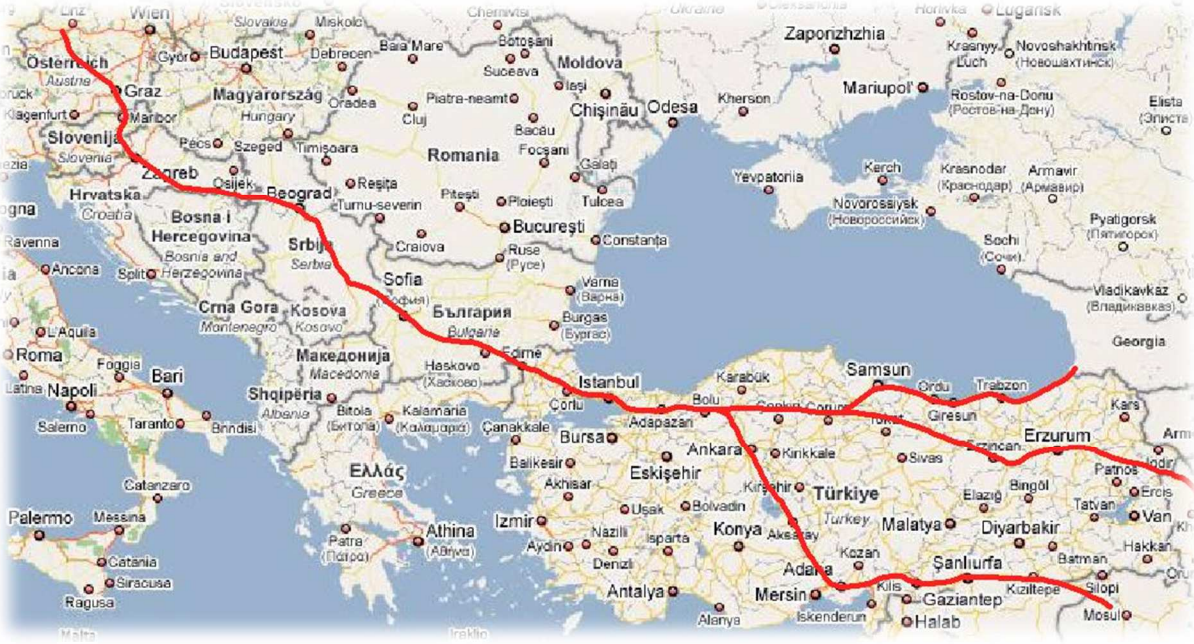 Linz
Wien
Slovakia
Miskolc
Chernivtsi
Ukraine
Horlivka
Lugansk
Österreich
Austria
Győr
Budapest
Debrecen
Baia Mare
Botoşani
Suceava
Moldova
Zaporizhzhia
Krasnyy
Luch
Novoshakhtinsk
(Новошахтинск)
Graz
Magyarország
Hungary
Oradea
Cluj
Piatra-neamt
Iaşi
Chişinău
Odesa
Kherson
Mariupol'
Rostov-na-Donu
(Ростов-на-Дону)
Elista
(Элиста
Klagenfurt
Maribor
Bacău
Slovenija
Slovenia
Pécs
Szeged
Timişoara
Romania
Focşani
Galaţi
Zagreb
Osijek
Beograd
Reşiţa
Turnu-severin
Piteşti
Ploieşti
Tulcea
Yevpatoriia
Kerch
Krasnodar
(Краснодар)
Armavir
(Армавир)
Hrvatska
Croatia
Bosna i
Hercegovina
Bosnia and
Herzegovina
Bucureşti
Novorossiysk
(Новороссийск)
Pyatigorsk
(Пятигорск)
Ravenna
Ancona
Split
Srbija
Serbia
Craiova
Ruse
(Русе)
Constanţa
Sochi
(Сочи)
Sofia
(София)
Varna
(Варна)
Vladikavkaz
(Владикавказ)
Crna Gora
Montenegro
Kosova
Kosovo
България
Bulgaria
Burgas
(Бургас)
L'Aquila
Georgia
Roma
Foggia
Македонија
Macedonia
Haskovo
(Хасково)
Edirne
Latina
Napoli
Bari
Shqipëria
Albania
Çorlu
Istanbul
Karabük
Samsun
Ordu
Trabzon
Salerno
Taranto
Brindisi
Bitola
(Битола)
Kalamaria
(Καλαμαριά)
Çanakkale
Adapazari
Bolu
Çankırı
Çorum
Giresun
Kars
Tokat
Bursa
Ankara
Kırıkkale
Sivas
Erzincan
Erzurum
Arm
Iğdır
Ελλάς
Greece
Balikesir
Eskişehir
Patnos
Catanzaro
Akhisar
Kirşehir
Türkiye
Turkey
Elazığ
Bingöl
Ercis
Palermo
Messina
Athina
(Αθήνα)
Patra
(Πάτρα)
Izmir
Uşak
Bolvadin
Malatya
Diyarbakir
Tatvan
Van
Aydin
Nazilli
Isparta
Konya
Aksaray
Catania
Denizli
Kozan
Batman
Hakkari
Siracusa
Ragusa
Antalya
Adana
Mersin
Kilis
Şanlıurfa
Gaziantep
Kızıltepe
Silopi
Alanya
Iskenderun
Halab
Mosul
Malta
Iraklio